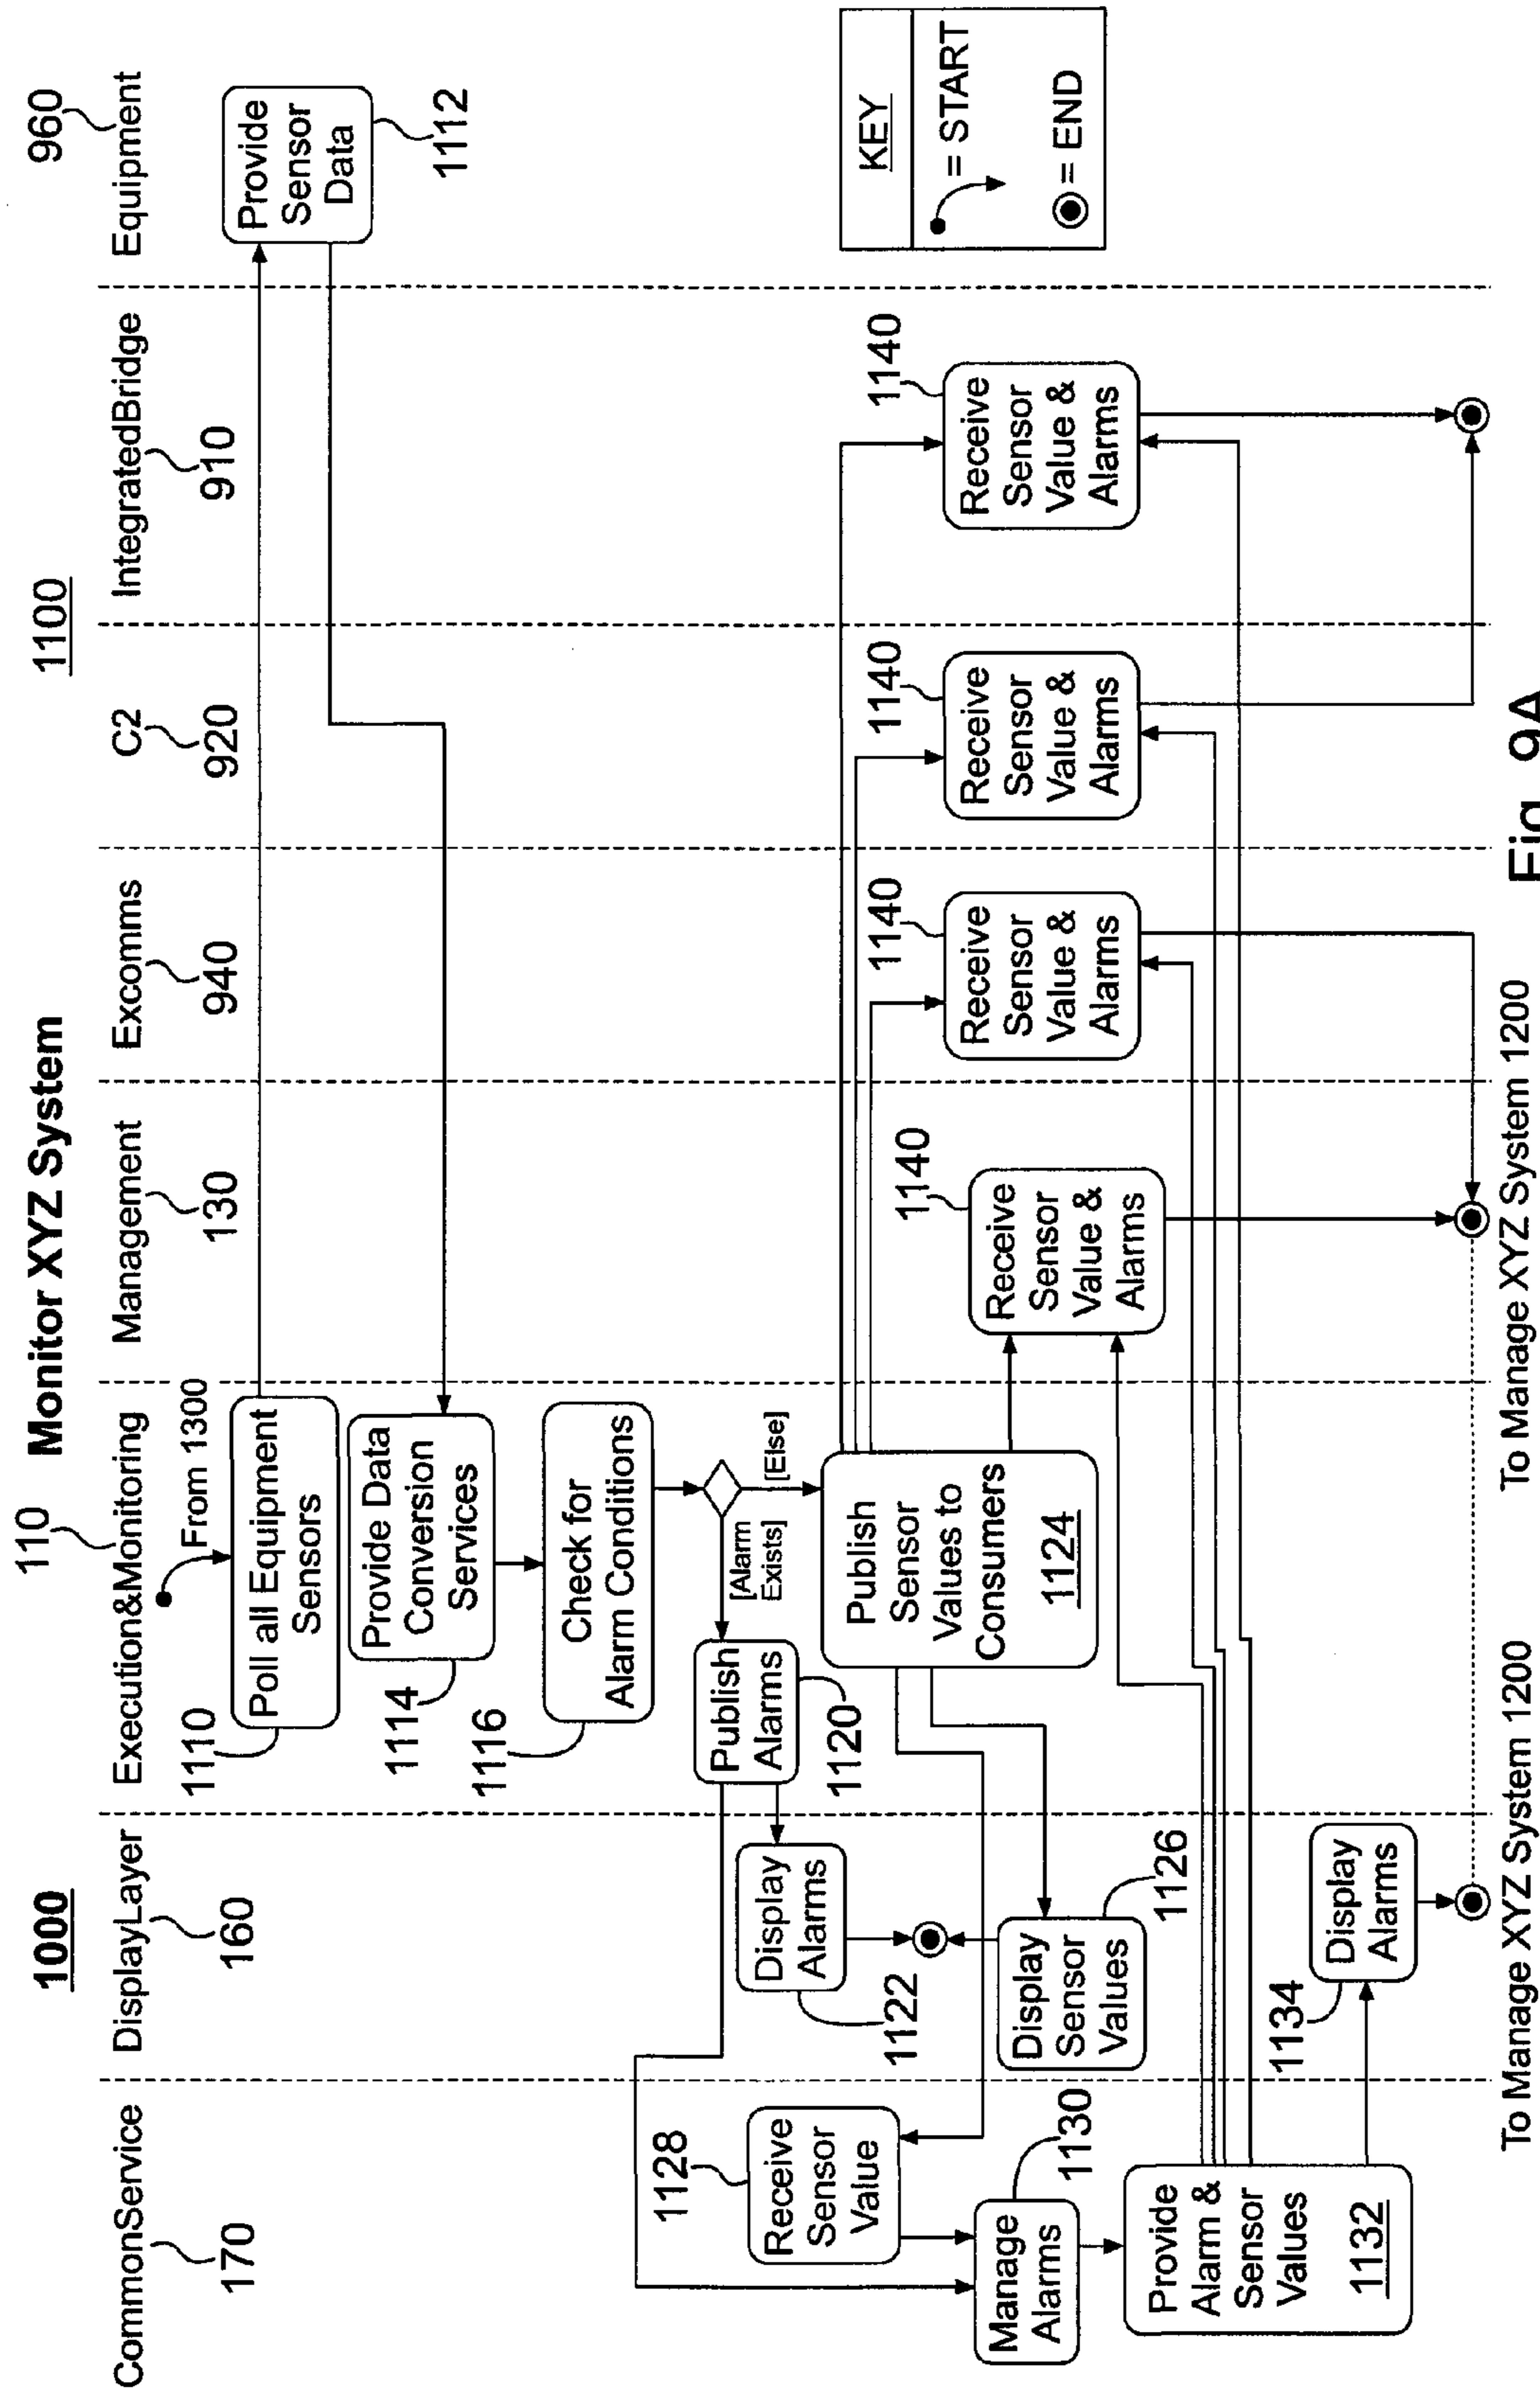 1000
110
Monitor XYZ System
1100
960
CommonService
DisplayLayer
Execution&Monitoring
Management
Excomms
C2
IntegratedBridge
Equipment
170
160
130
940
920
910
From 1300
1110
Poll all Equipment
Sensors
Provide
Sensor
Data
1112
1114
Provide Data
Conversion
Services
1116
Check for
Alarm Conditions
[Alarm
Exists]
[Else]
Publish
Alarms
1120
Display
Alarms
1122
1128
Receive
Sensor
Value
Publish
Sensor
Values to
Consumers
1124
Display
Sensor
Values
1126
Manage
Alarms
1130
1140
Receive
Sensor
Value &
Alarms
1140
Receive
Sensor
Value &
Alarms
1140
Receive
Sensor
Value &
Alarms
1140
Receive
Sensor
Value &
Alarms
KEY
= START
= END
Provide
Alarm &
Sensor
Values
1132
1134
Display
Alarms
To Manage XYZ System 1200
To Manage XYZ System 1200
Fig. 9A